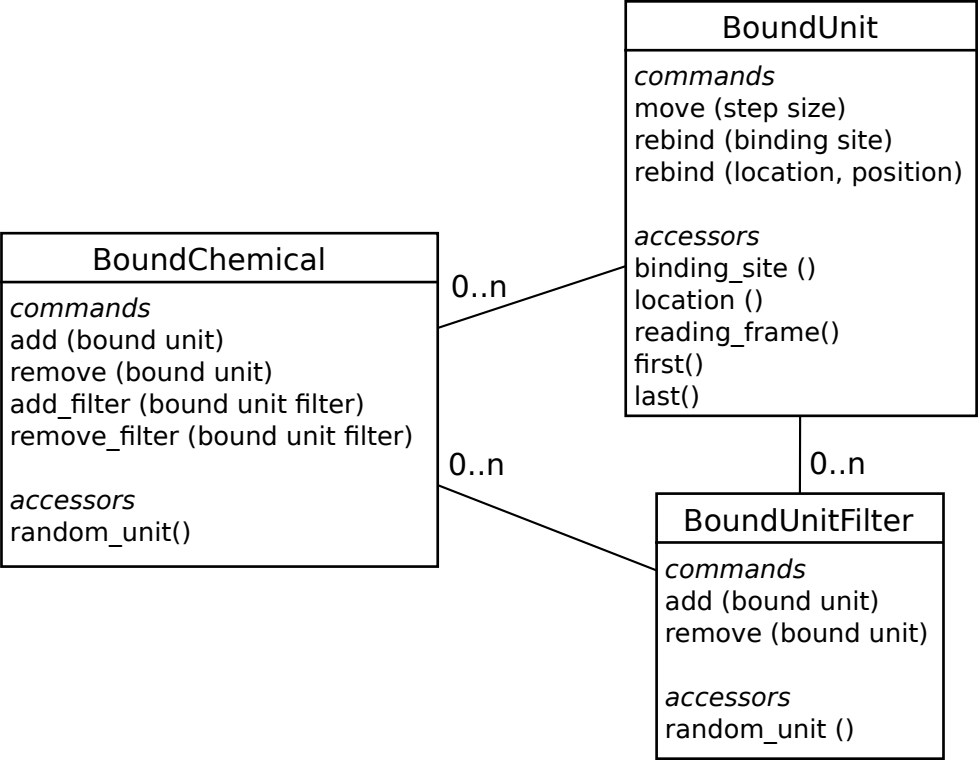 BoundUnit
commands
move (step size)
rebind (binding site)
rebind (location, position)
accessors
binding_site ()
location ()
reading_frame()
first()
last()
BoundChemical
commands
add (bound unit)
remove (bound unit)
add_filter (bound unit filter)
remove_filter (bound unit filter)
accessors
random_unit()
0..n
0..n
0..n
BoundUnitFilter
commands
add (bound unit)
remove (bound unit)
accessors
random_unit ()